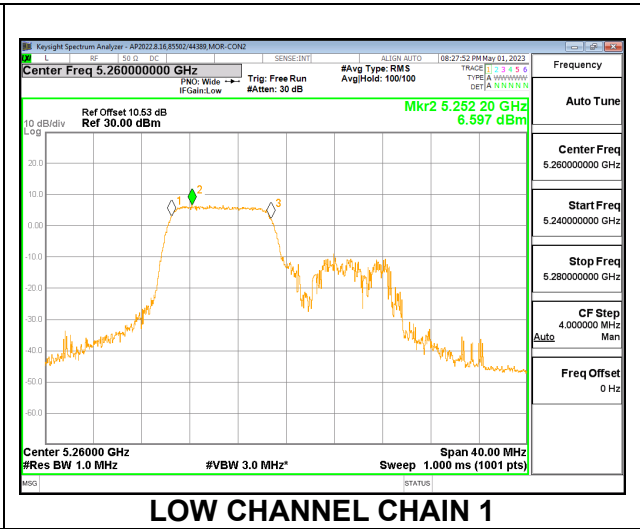 Keysight Spectrum Analyzer - AP2022.8.16,85502/44389,MOR-CON2
L RF 50 Ω DC SENSE:INT ALIGN AUTO 08:27:52 PM May 01, 2023
Center Freq 5.260000000 GHz
PNO: Wide
IFGain:Low
Trig: Free Run
#Atten: 30 dB
#Avg Type: RMS
Avg|Hold: 100/100
TRACE 1 2 3 4 5 6
TYPE A WWWWW
DET A N N N N N
Frequency
Auto Tune
Center Freq
5.260000000 GHz
Start Freq
5.240000000 GHz
Stop Freq
5.280000000 GHz
CF Step
4.000000 MHz
Auto Man
Freq Offset
0 Hz
Mkr2 5.252 20 GHz
6.597 dBm
Ref Offset 10.53 dB
10 dB/div Ref 30.00 dBm
Log
20.0
10.0
0.00
-10.0
-20.0
-30.0
-40.0
-50.0
-60.0
1
2
3
Center 5.26000 GHz Span 40.00 MHz
#Res BW 1.0 MHz #VBW 3.0 MHz* Sweep 1.000 ms (1001 pts)
MSG STATUS
LOW CHANNEL CHAIN 1